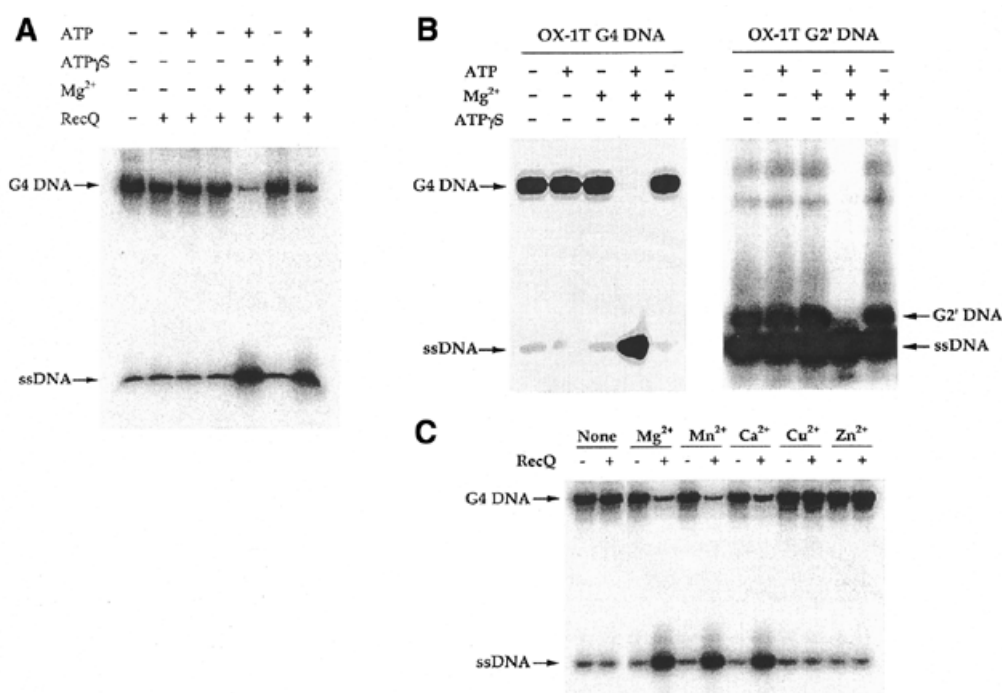 A
ATP - - + - + - +
ATPγS - - - - - + +
Mg2+ - - - + + + +
RecQ - + + + + + +
G4 DNA
ssDNA
B
OX-1T G4 DNA OX-1T G2' DNA
ATP - + - + - - + - + -
Mg2+ - - + + + - - + + +
ATPγS - - - - + - - - - +
G4 DNA
G2' DNA
ssDNA ssDNA
C
None Mg2+ Mn2+ Ca2+ Cu2+ Zn2+
RecQ - + - + - + - + - + - +
G4 DNA
ssDNA